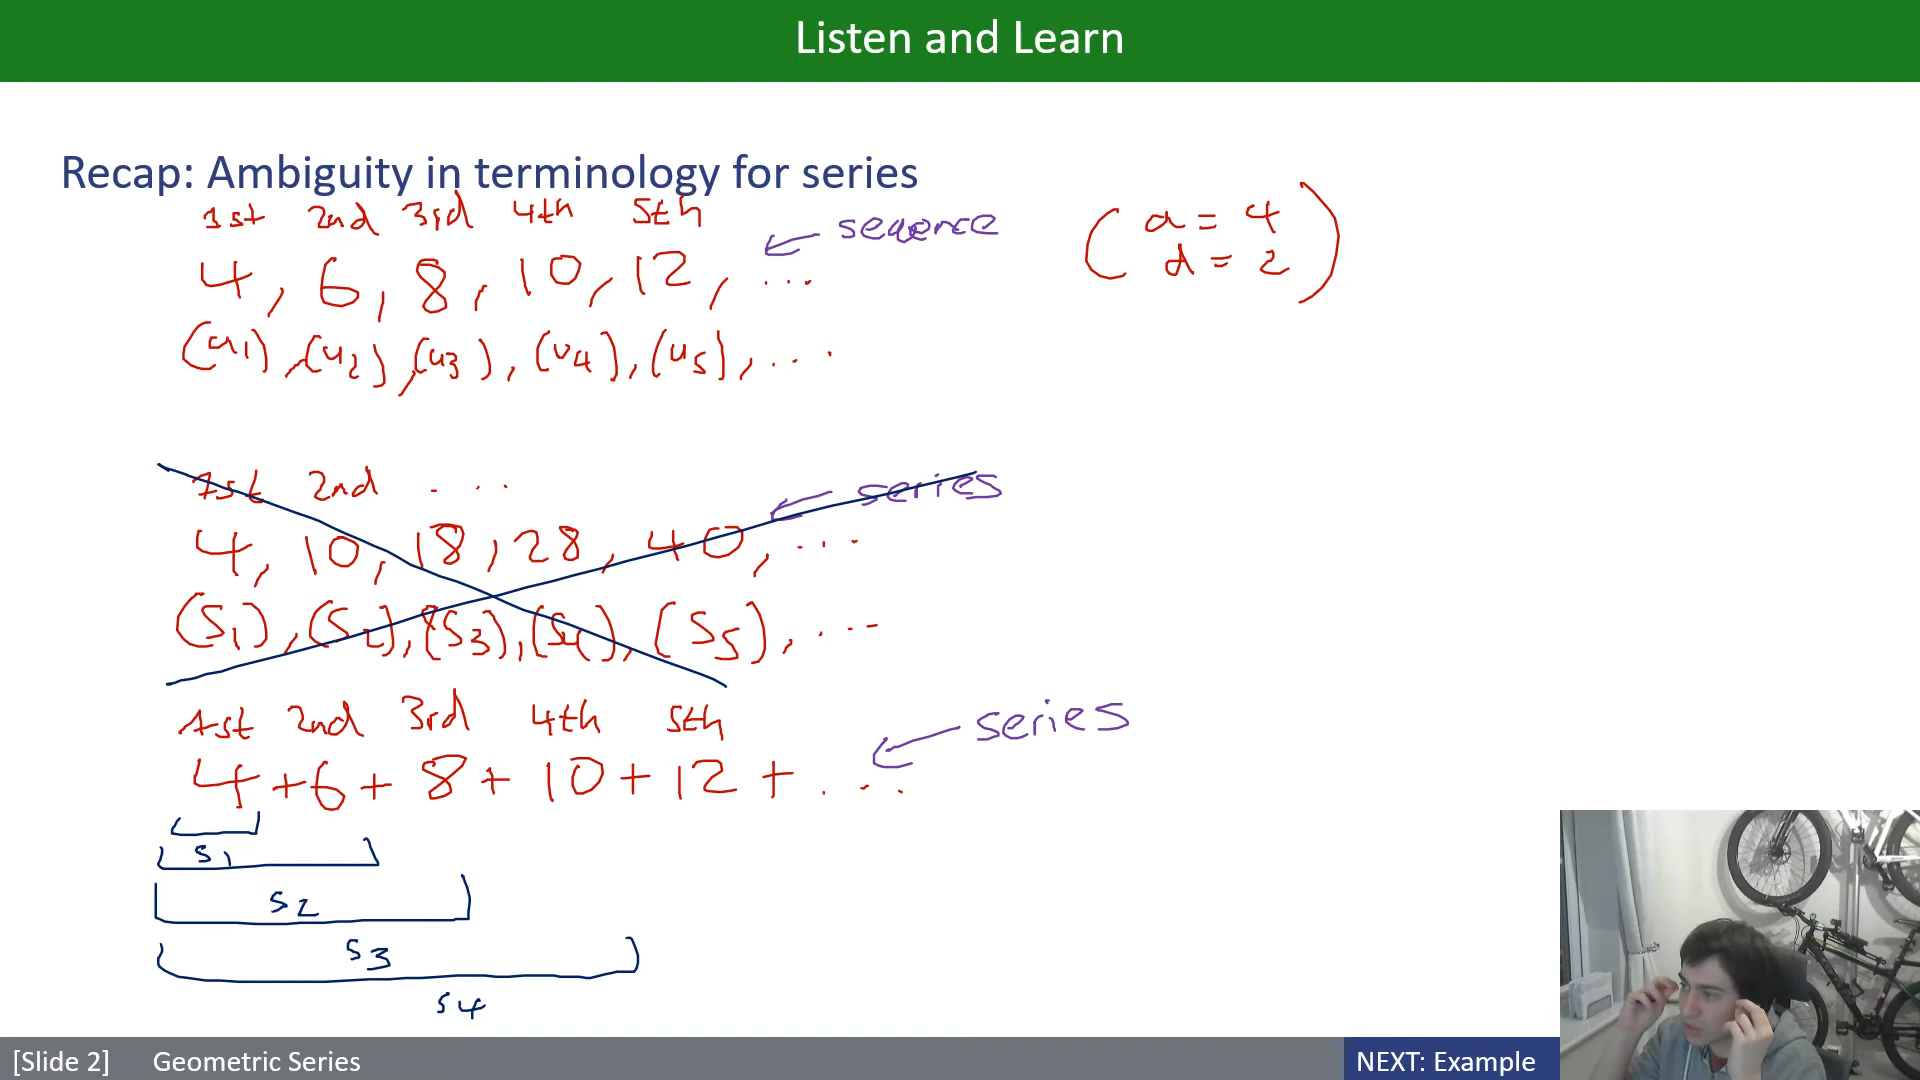 Listen and Learn
Recap: Ambiguity in terminology for series
1st 2nd 3rd 4th 5th
4, 6, 8, 10, 12, ... sequence
(u1), (u2), (u3), (u4), (u5), ...
(a = 4
d = 2)
1st 2nd ...
4, 10, 18, 28, 40, ... series
(S1), (S2), (S3), (S4), (S5), ...
1st 2nd 3rd 4th 5th
4 + 6 + 8 + 10 + 12 + ... series
S1
S2
S3
S4
[Slide 2] Geometric Series NEXT: Example